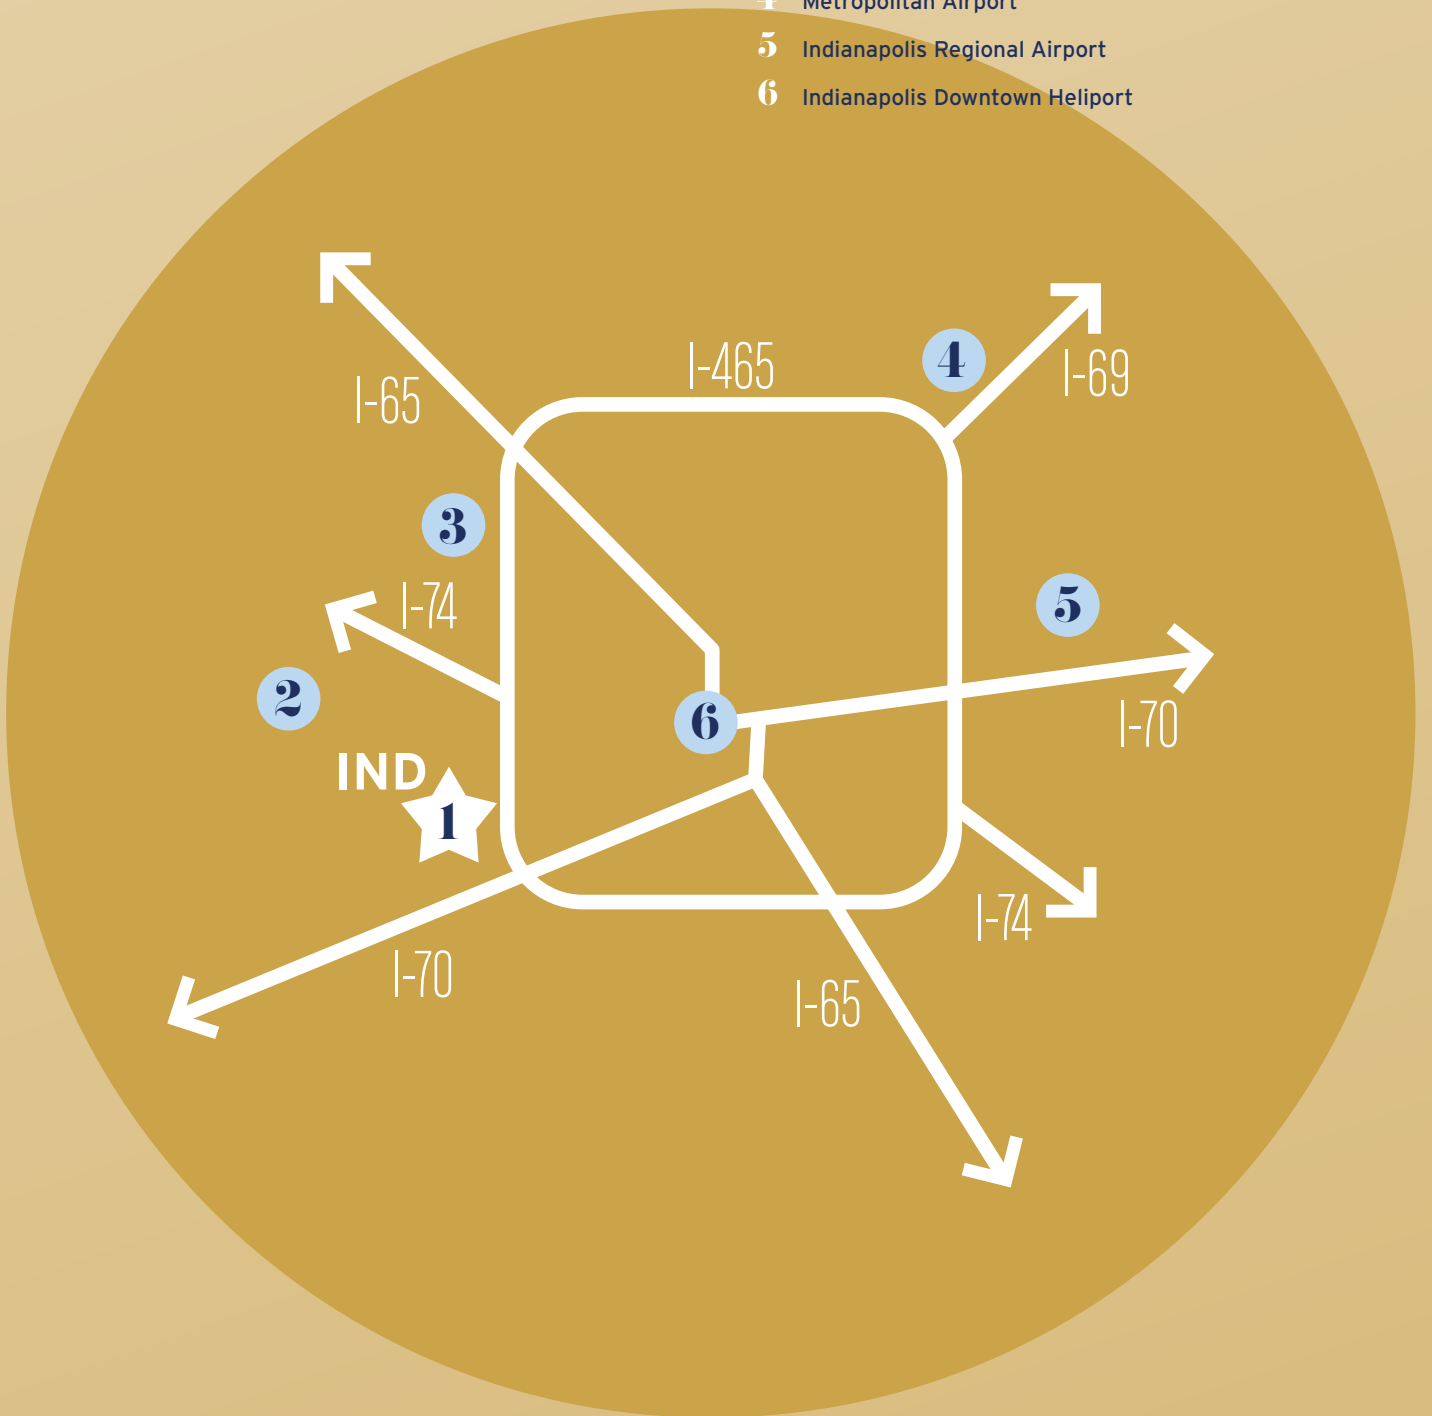 4 Metropolitan Airport
5 Indianapolis Regional Airport
6 Indianapolis Downtown Heliport
I-465
4
I-69
I-65
3
I-74
5
2
6
I-70
IND
1
I-74
I-70
I-65